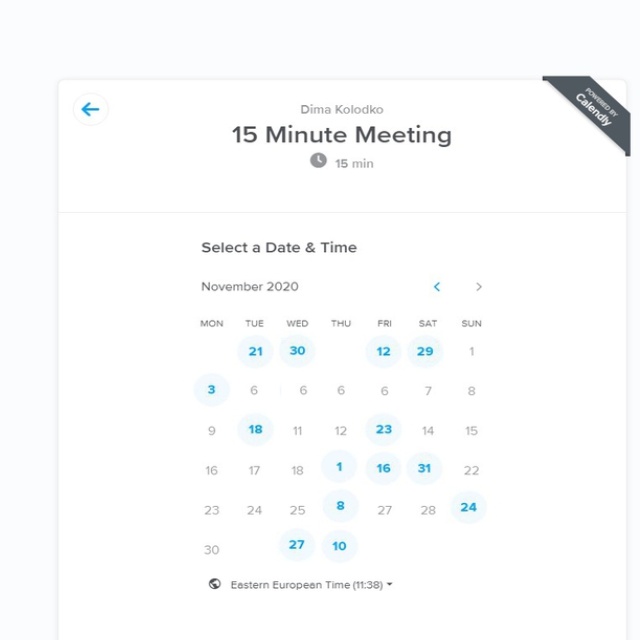 POWERED BY
Calendly
Dima Kolodko
15 Minute Meeting
15 min
Select a Date & Time
November 2020
MON TUE WED THU FRI SAT SUN
21 30 12 29 1
3 6 6 6 6 7 8
9 18 11 12 23 14 15
16 17 18 1 16 31 22
23 24 25 8 27 28 24
30 27 10
Eastern European Time (11:38)